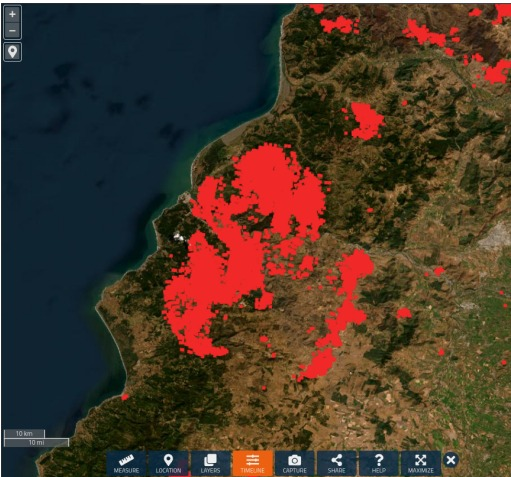 +
−
10 km
10 mi
MEASURE
LOCATION
LAYERS
TIMELINE
CAPTURE
SHARE
? HELP
MAXIMIZE